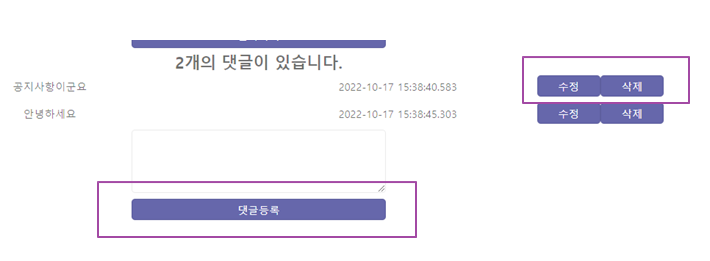 2개의 댓글이 있습니다.
공지사항이군요 2022-10-17 15:38:40.583 수정 삭제
안녕하세요 2022-10-17 15:38:45.303 수정 삭제
댓글등록